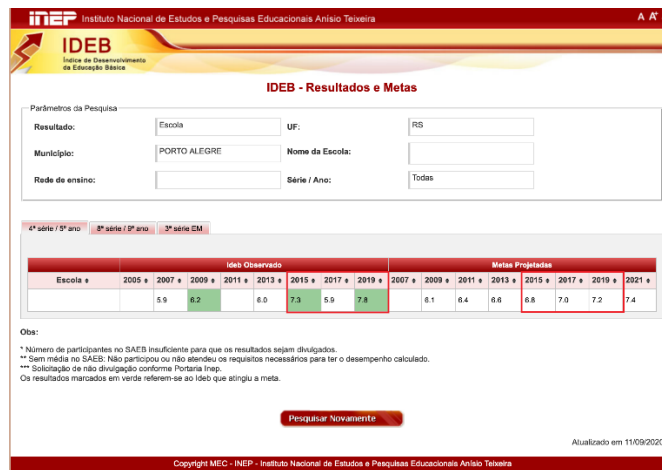 inep Instituto Nacional de Estudos e Pesquisas Educacionais Anísio Teixeira A A+
IDEB
Índice de Desenvolvimento
da Educação Básica
IDEB - Resultados e Metas
Parâmetros da Pesquisa
Resultado: Escola UF: RS
Município: PORTO ALEGRE Nome da Escola:
Rede de ensino: Série / Ano: Todas
4ª série / 5º ano 8ª série / 9º ano 3ª série EM
Ideb Observado Metas Projetadas
Escola 2005 2007 2009 2011 2013 2015 2017 2019 2007 2009 2011 2013 2015 2017 2019 2021
5.9 6.2 6.0 7.3 5.9 7.8 6.1 6.4 6.6 6.8 7.0 7.2 7.4
Obs:
* Número de participantes no SAEB insuficiente para que os resultados sejam divulgados.
** Sem média no SAEB: Não participou ou não atendeu os requisitos necessários para ter o desempenho calculado.
*** Solicitação de não divulgação conforme Portaria Inep.
Os resultados marcados em verde referem-se ao Ideb que atingiu a meta.
Pesquisar Novamente
Atualizado em 11/09/2020
Copyright MEC - INEP - Instituto Nacional de Estudos e Pesquisas Educacionais Anísio Teixeira